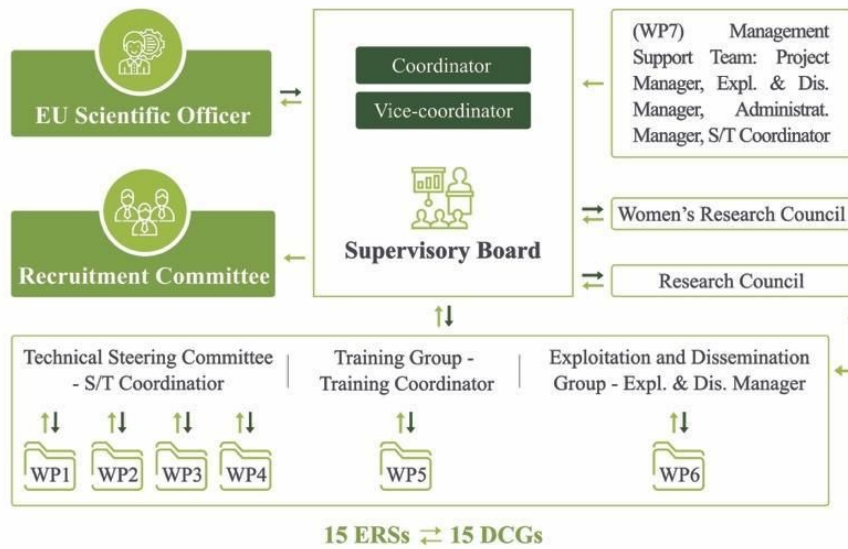 EU Scientific Officer
Coordinator
Vice-coordinator
(WP7) Management
Support Team: Project
Manager, Expl. & Dis.
Manager, Administrat.
Manager, S/T Coordinator
Recruitment Committee
Supervisory Board
Women's Research Council
Research Council
Technical Steering Committee
- S/T Coordinatior
Training Group -
Training Coordinator
Exploitation and Dissemination
Group - Expl. & Dis. Manager
WP1
WP2
WP3
WP4
WP5
WP6
15 ERSs ⇄ 15 DCGs